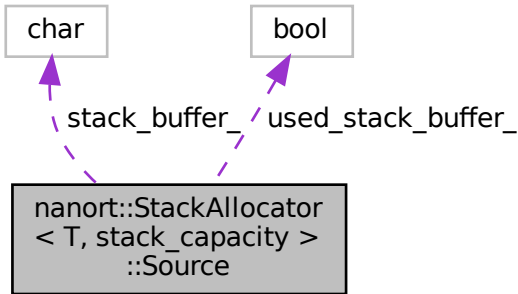 char
bool
stack_buffer_
used_stack_buffer_
nanort::StackAllocator
< T, stack_capacity >
::Source